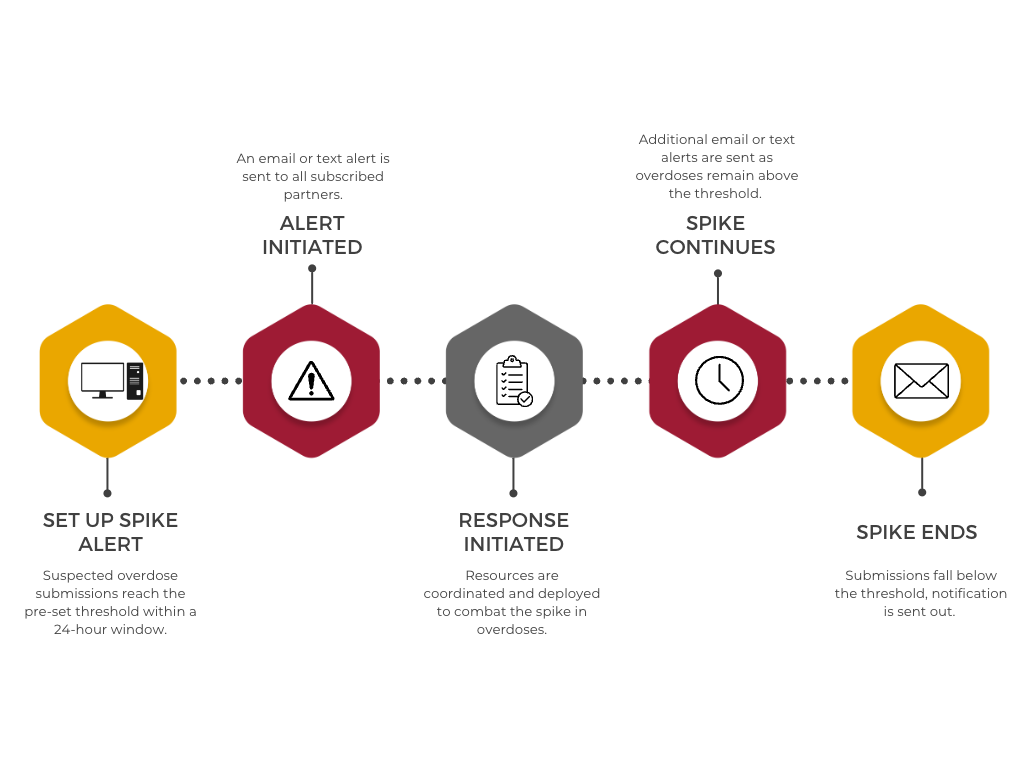 SET UP SPIKE
ALERT
Suspected overdose
submissions reach the
pre-set threshold within a
24-hour window.
An email or text alert is
sent to all subscribed
partners.
ALERT
INITIATED
RESPONSE
INITIATED
Resources are
coordinated and deployed
to combat the spike in
overdoses.
Additional email or text
alerts are sent as
overdoses remain above
the threshold.
SPIKE
CONTINUES
SPIKE ENDS
Submissions fall below
the threshold, notification
is sent out.